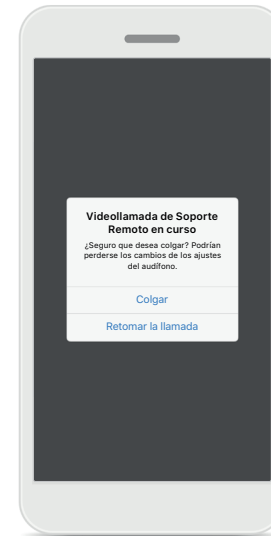 Videollamada de Soporte
Remoto en curso
¿Seguro que desea colgar? Podrían
perderse los cambios de los ajustes
del audífono.
Colgar
Retomar la llamada